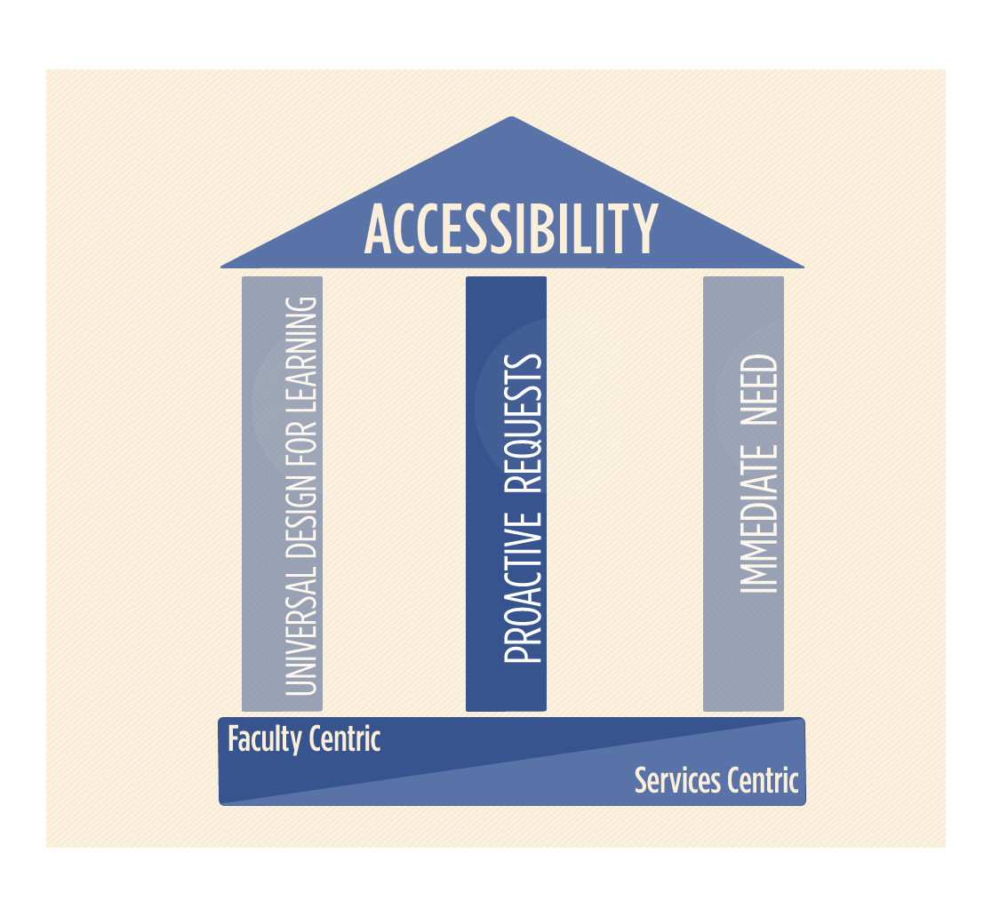 ACCESSIBILITY
UNIVERSAL DESIGN FOR LEARNING
PROACTIVE REQUESTS
IMMEDIATE NEED
Faculty Centric
Services Centric